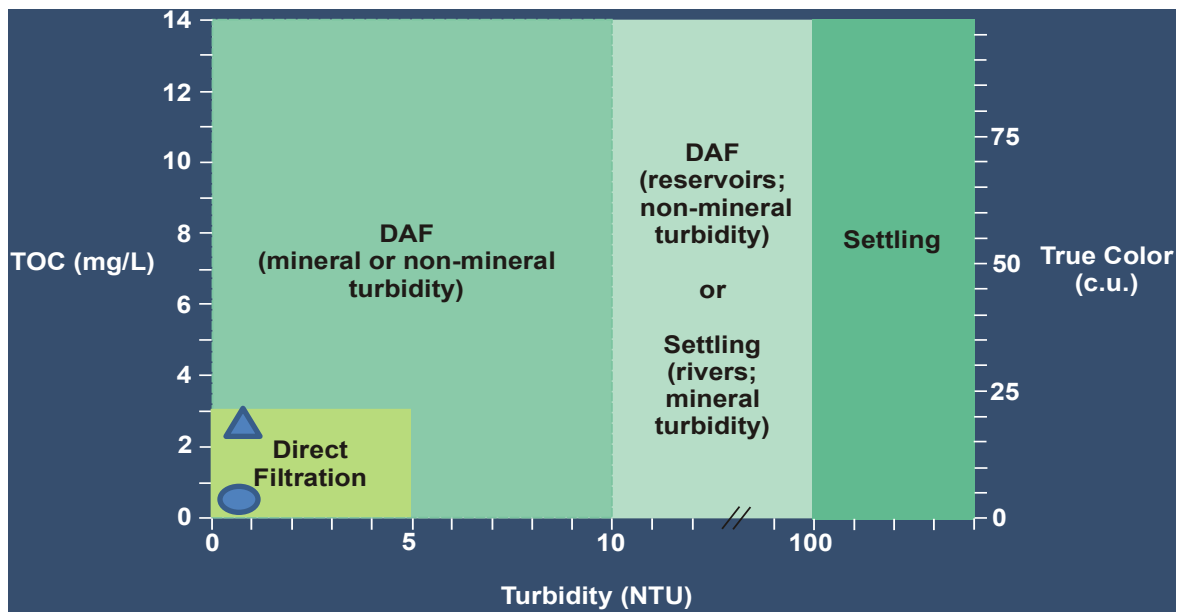 14
12
10
8
6
4
2
0
TOC (mg/L)
DAF
(mineral or non-mineral
turbidity)
Direct
Filtration
DAF
(reservoirs;
non-mineral
turbidity)
or
Settling
(rivers;
mineral
turbidity)
Settling
75
50
25
0
True Color
(c.u.)
0
5
10
100
Turbidity (NTU)